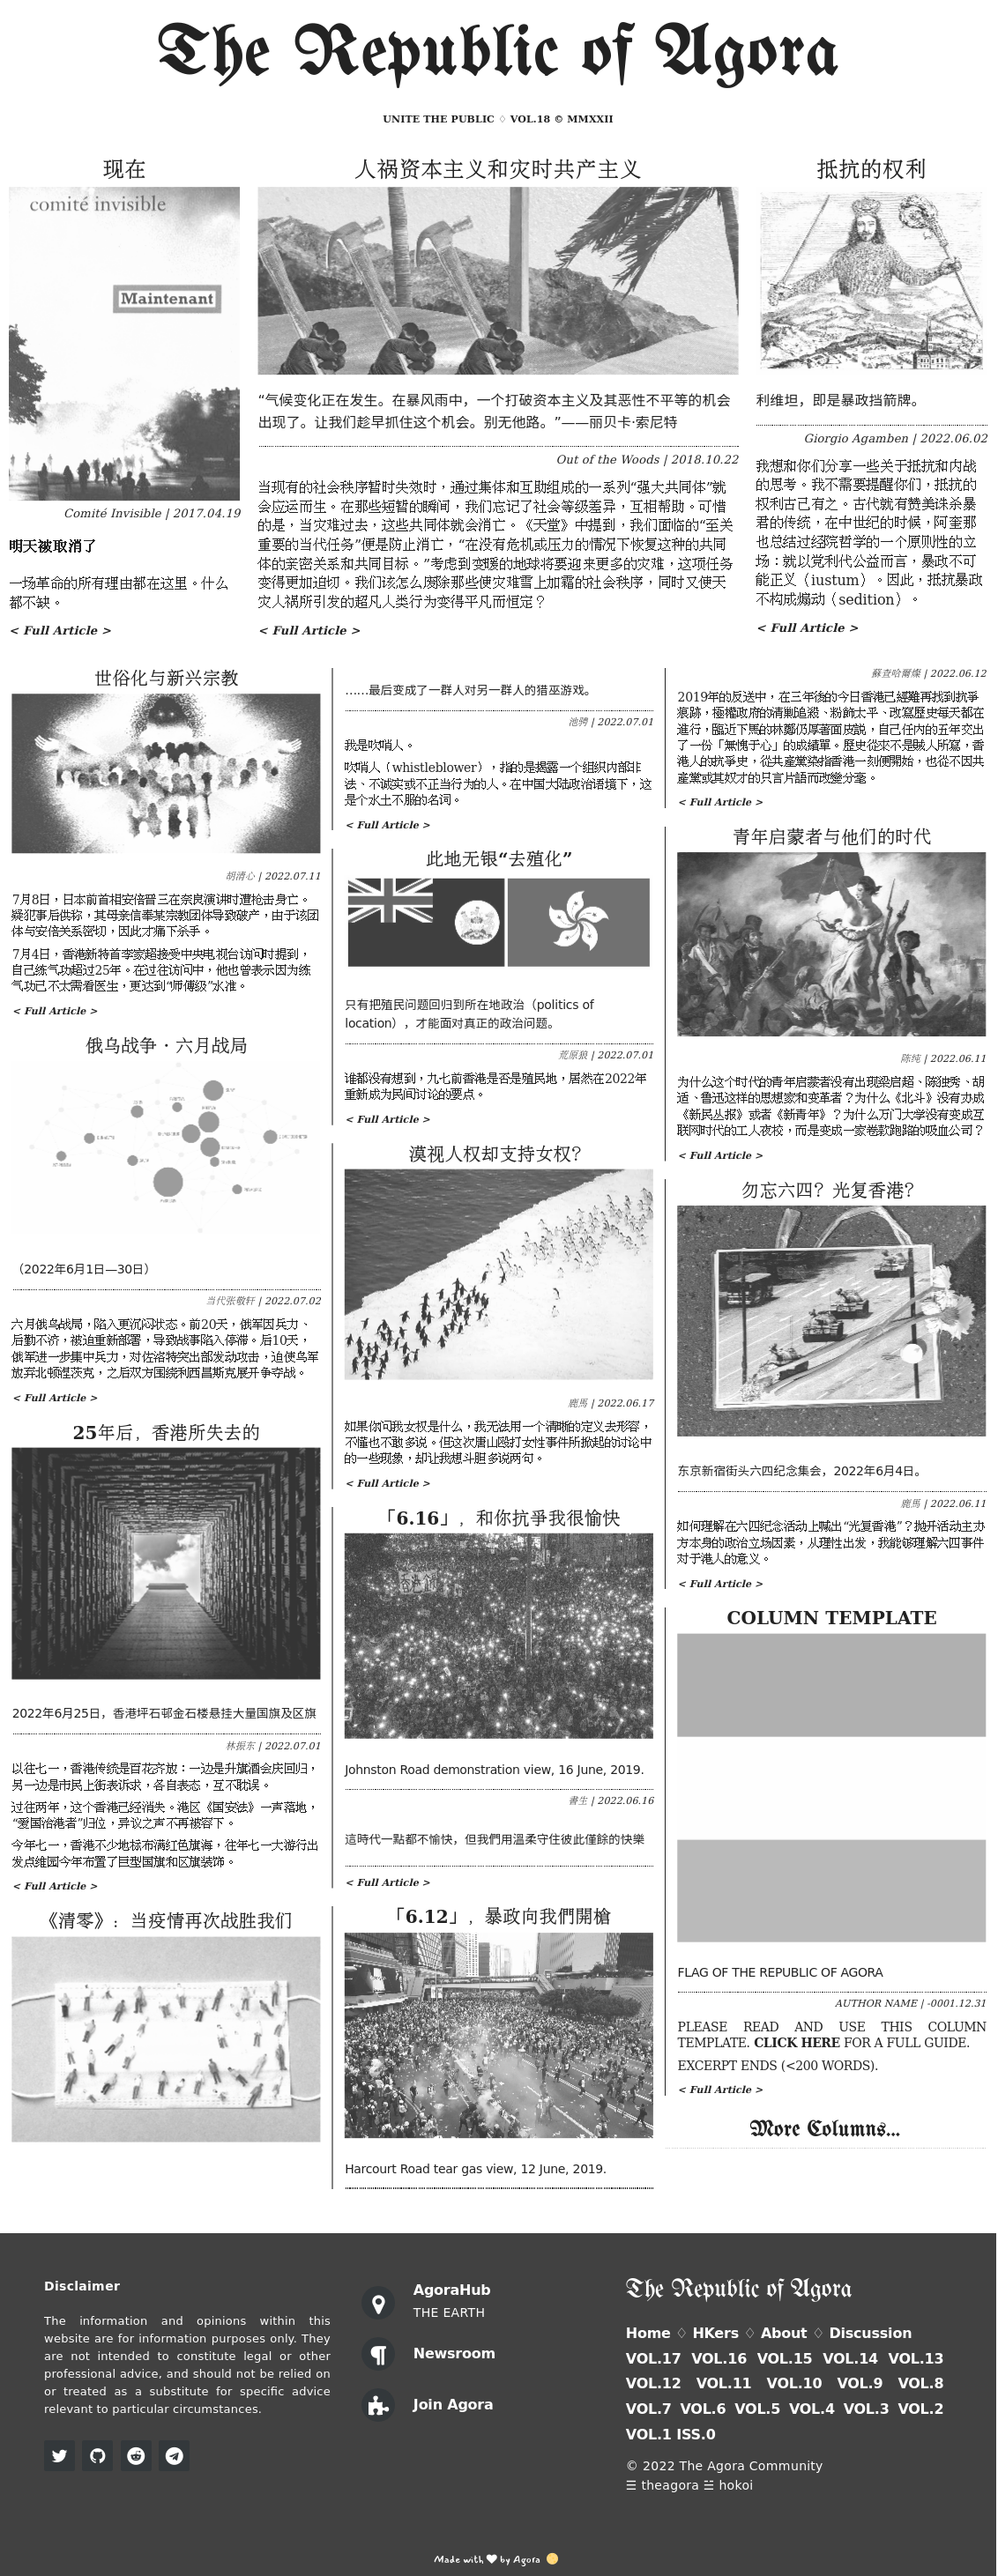 The Republic of Agora
UNITE THE PUBLIC ♢ VOL.18 © MMXXII
现在
comité invisible
Maintenant
Comité Invisible | 2017.04.19
明天被取消了
一场革命的所有理由都在这里。什么
都不缺。
< Full Article >
人祸资本主义和灾时共产主义
“气候变化正在发生。在暴风雨中，一个打破资本主义及其恶性不平等的机会
出现了。让我们趁早抓住这个机会。别无他路。”——丽贝卡·索尼特
Out of the Woods | 2018.10.22
当现有的社会秩序暂时失效时，通过集体和互助组成的一系列“强大共同体”就
会应运而生。在那些短暂的瞬间，我们忘记了社会等级差异，互相帮助。可惜
的是，当灾难过去，这些共同体就会消亡。《天堂》中提到，我们面临的“至关
重要的当代任务”便是防止消亡，“在没有危机或压力的情况下恢复这种的共同
体的亲密关系和共同目标。”考虑到变暖的地球将要迎来更多的灾难，这项任务
变得更加迫切。我们该怎么废除那些使灾难雪上加霜的社会秩序，同时又使天
灾人祸所引发的超凡人类行为变得平凡而恒定？
< Full Article >
抵抗的权利
利维坦，即是暴政挡箭牌。
Giorgio Agamben | 2022.06.02
我想和你们分享一些关于抵抗和内战
的思考。我不需要提醒你们，抵抗的
权利古已有之。古代就有赞美诛杀暴
君的传统，在中世纪的时候，阿奎那
也总结过经院哲学的一个原则性的立
场：就以党利代公益而言，暴政不可
能正义（iustum）。因此，抵抗暴政
不构成煽动（sedition）。
< Full Article >
世俗化与新兴宗教
胡清心 | 2022.07.11
7月8日，日本前首相安倍晋三在奈良演讲时遭枪击身亡。
疑犯事后供称，其母亲信奉某宗教团体导致破产，由于该团
体与安倍关系密切，因此才痛下杀手。
7月4日，香港新特首李家超接受中央电视台访问时提到，
自己练气功超过25年。在过往访问中，他也曾表示因为练
气功已不太需看医生，更达到“师傅级”水准。
< Full Article >
俄乌战争·六月战局
（2022年6月1日—30日）
当代张敬轩 | 2022.07.02
六月俄乌战局，陷入更沉闷状态。前20天，俄军因兵力、
后勤不济，被迫重新部署，导致战事陷入停滞。后10天，
俄军进一步集中兵力，对佐洛特突出部发动攻击，迫使乌军
放弃北顿涅茨克，之后双方围绕利西昌斯克展开争夺战。
< Full Article >
25年后，香港所失去的
2022年6月25日，香港坪石邨金石楼悬挂大量国旗及区旗
林振东 | 2022.07.01
以往七一，香港传统是百花齐放：一边是升旗酒会庆回归，
另一边是市民上街表诉求，各自表态，互不耽误。
过往两年，这个香港已经消失。港区《国安法》一声落地，
“爱国治港者”归位，异议之声不再被容下。
今年七一，香港不少地标布满红色旗海，往年七一大游行出
发点维园今年布置了巨型国旗和区旗装饰。
< Full Article >
《清零》：当疫情再次战胜我们
……最后变成了一群人对另一群人的猎巫游戏。
池骋 | 2022.07.01
我是吹哨人。
吹哨人（whistleblower），指的是揭露一个组织内部非
法、不诚实或不正当行为的人。在中国大陆政治语境下，这
是个水土不服的名词。
< Full Article >
此地无银“去殖化”
只有把殖民问题回归到所在地政治（politics of
location），才能面对真正的政治问题。
荒原狼 | 2022.07.01
谁都没有想到，九七前香港是否是殖民地，居然在2022年
重新成为民间讨论的要点。
< Full Article >
漠视人权却支持女权？
鹿馬 | 2022.06.17
如果你问我女权是什么，我无法用一个清晰的定义去形容，
不懂也不敢多说。但这次唐山殴打女性事件所掀起的讨论中
的一些现象，却让我想斗胆多说两句。
< Full Article >
「6.16」，和你抗爭我很愉快
Johnston Road demonstration view, 16 June, 2019.
書生 | 2022.06.16
這時代一點都不愉快，但我們用溫柔守住彼此僅餘的快樂
< Full Article >
「6.12」，暴政向我們開槍
Harcourt Road tear gas view, 12 June, 2019.
蘇查哈爾燦 | 2022.06.12
2019年的反送中，在三年後的今日香港已經難再找到抗爭
痕跡，極權政府的清剿追殺、粉飾太平、改寫歷史每天都在
進行，臨近下馬的林鄭仍厚著面皮説，自己任內的五年交出
了一份「無愧于心」的成績單。歷史從來不是賊人所寫，香
港人的抗爭史，從共產黨染指香港一刻便開始，也從不因共
產黨或其奴才的只言片語而改變分毫。
< Full Article >
青年启蒙者与他们的时代
陈纯 | 2022.06.11
为什么这个时代的青年启蒙者没有出现梁启超、陈独秀、胡
适、鲁迅这样的思想家和变革者？为什么《北斗》没有办成
《新民丛报》或者《新青年》？为什么万门大学没有变成互
联网时代的工人夜校，而是变成一家卷款跑路的吸血公司？
< Full Article >
勿忘六四？光复香港？
东京新宿街头六四纪念集会，2022年6月4日。
鹿馬 | 2022.06.11
如何理解在六四纪念活动上喊出“光复香港”？抛开活动主办
方本身的政治立场因素，从理性出发，我能够理解六四事件
对于港人的意义。
< Full Article >
COLUMN TEMPLATE
FLAG OF THE REPUBLIC OF AGORA
AUTHOR NAME | -0001.12.31
PLEASE READ AND USE THIS COLUMN
TEMPLATE. CLICK HERE FOR A FULL GUIDE.
EXCERPT ENDS (<200 WORDS).
< Full Article >
More Columns...
Disclaimer
The information and opinions within this
website are for information purposes only. They
are not intended to constitute legal or other
professional advice, and should not be relied on
or treated as a substitute for specific advice
relevant to particular circumstances.
AgoraHub
THE EARTH
Newsroom
Join Agora
The Republic of Agora
Home ♢ HKers ♢ About ♢ Discussion
VOL.17 VOL.16 VOL.15 VOL.14 VOL.13
VOL.12 VOL.11 VOL.10 VOL.9 VOL.8
VOL.7 VOL.6 VOL.5 VOL.4 VOL.3 VOL.2
VOL.1 ISS.0
© 2022 The Agora Community
☰ theagora ☱ hokoi
Made with ♥ by Agora